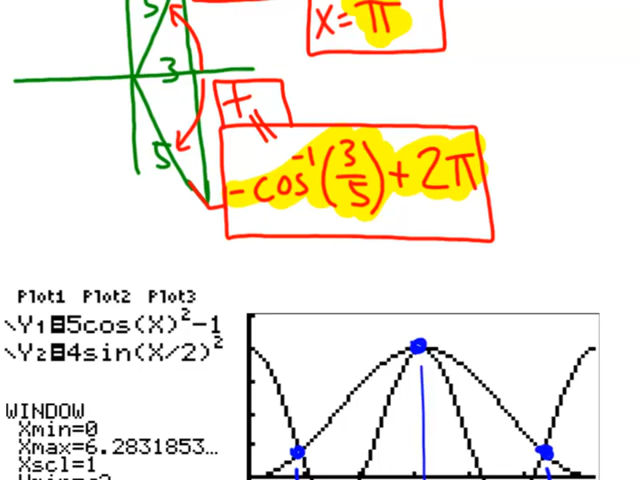 5
x = π
3
+
5
-cos⁻¹(3/5) + 2π
Plot1 Plot2 Plot3
\Y₁=5cos(X)²-1
\Y₂=4sin(X/2)²
WINDOW
Xmin=0
Xmax=6.2831853…
Xscl=1